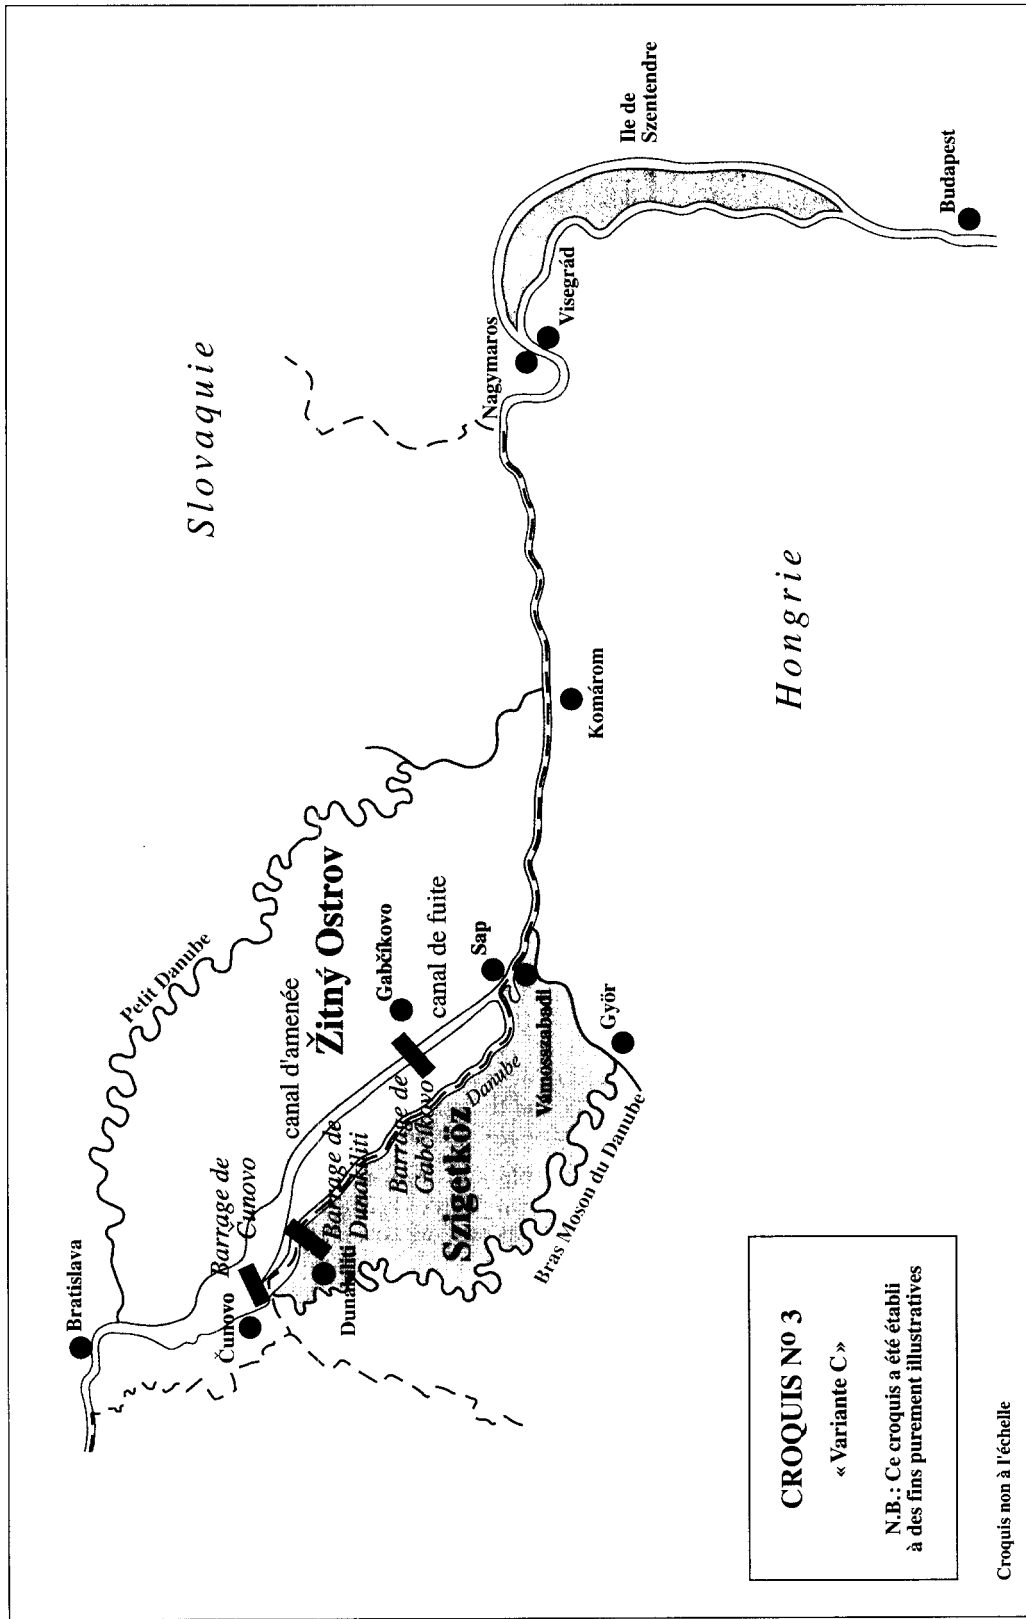 Bratislava
Petit Danube
Slovaquie
Čunovo
Barrage de
Čunovo
canal d'amenée
Žitný Ostrov
Gabčíkovo
canal de fuite
Sap
Dunakiliti
Barrage de
Dunakiliti
Barrage de
Gabčíkovo
Danube
Szigetköz
Vámosszabadi
Györ
Bras Moson du Danube
Komárom
Nagymaros
Visegrád
Ile de
Szentendre
Budapest
Hongrie
CROQUIS Nº 3
« Variante C »
N.B.: Ce croquis a été établi
à des fins purement illustratives
Croquis non à l'échelle